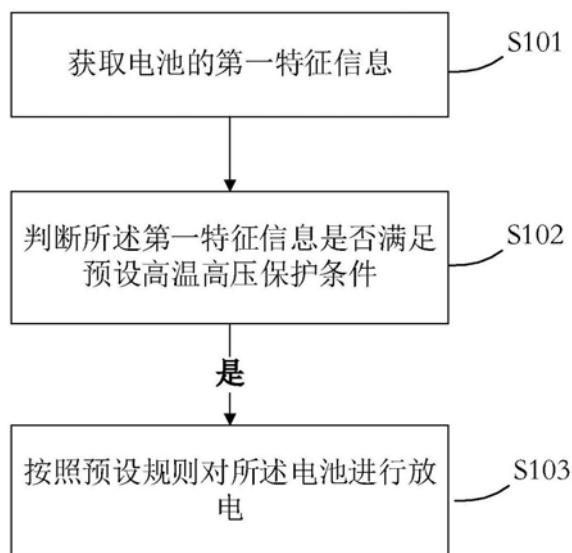 获取电池的第一特征信息
S101
判断所述第一特征信息是否满足
预设高温高压保护条件
S102
是
按照预设规则对所述电池进行放
电
S103